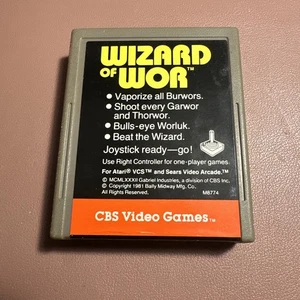 WIZARD
OF WOR™
• Vaporize all Burwors.
• Shoot every Garwor
and Thorwor.
• Bulls-eye Worluk.
• Beat the Wizard.
Joystick ready—go!
Use Right Controller for one-player games.
For Atari® VCS™ and Sears Video Arcade.™
© MCMLXXXII Gabriel Industries, a division of CBS Inc.
© Copyright 1981 Bally Midway Mfg. Co.
All Rights Reserved. M8774
CBS Video Games™